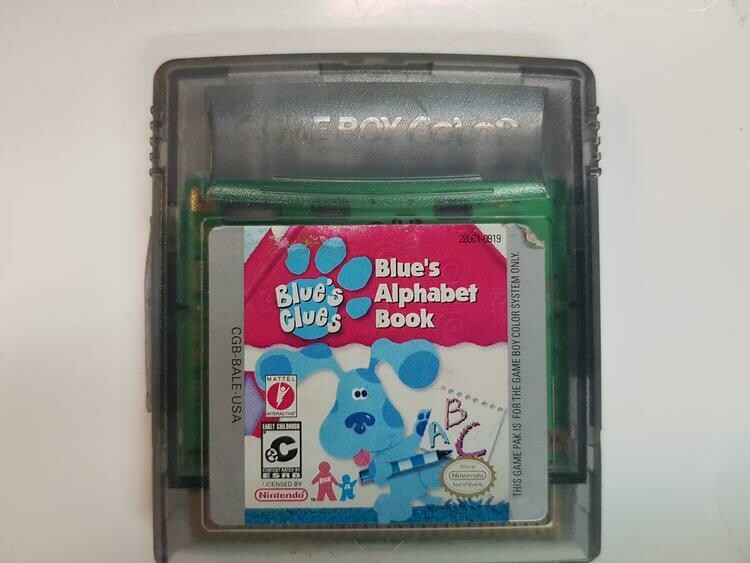 GAME BOY COLOR
28061-0919
Blue's
Clues
Blue's
Alphabet
Book
CGB-BALE-USA
MATTEL
INTERACTIVE
EARLY CHILDHOOD
C
CONTENT RATED BY
ESRB
LICENSED BY
Nintendo
TM
NICK
JR.
A
B
C
Official
Nintendo
Seal of Quality
THIS GAME PAK IS FOR THE GAME BOY COLOR SYSTEM ONLY.